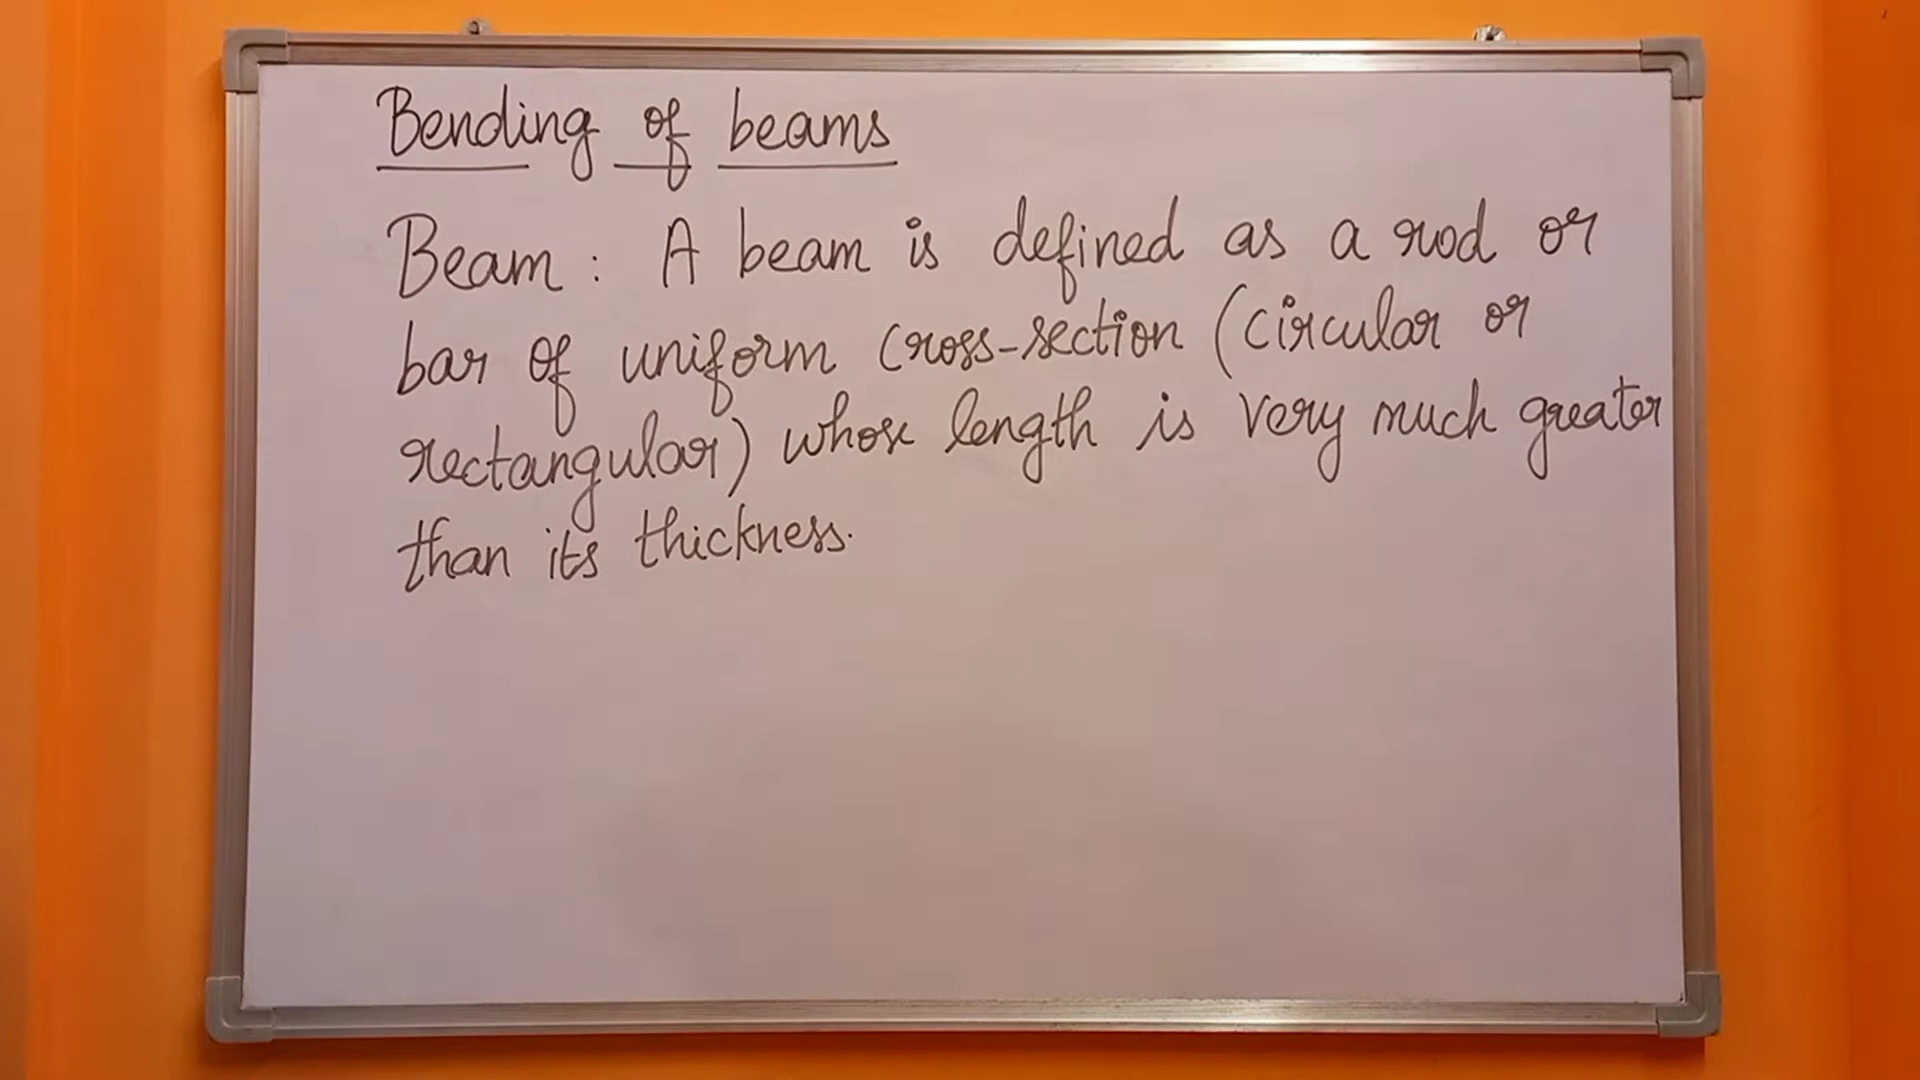 Bending of beams
Beam : A beam is defined as a rod or
bar of uniform cross-section (circular or
rectangular) whose length is very much greater
than its thickness.